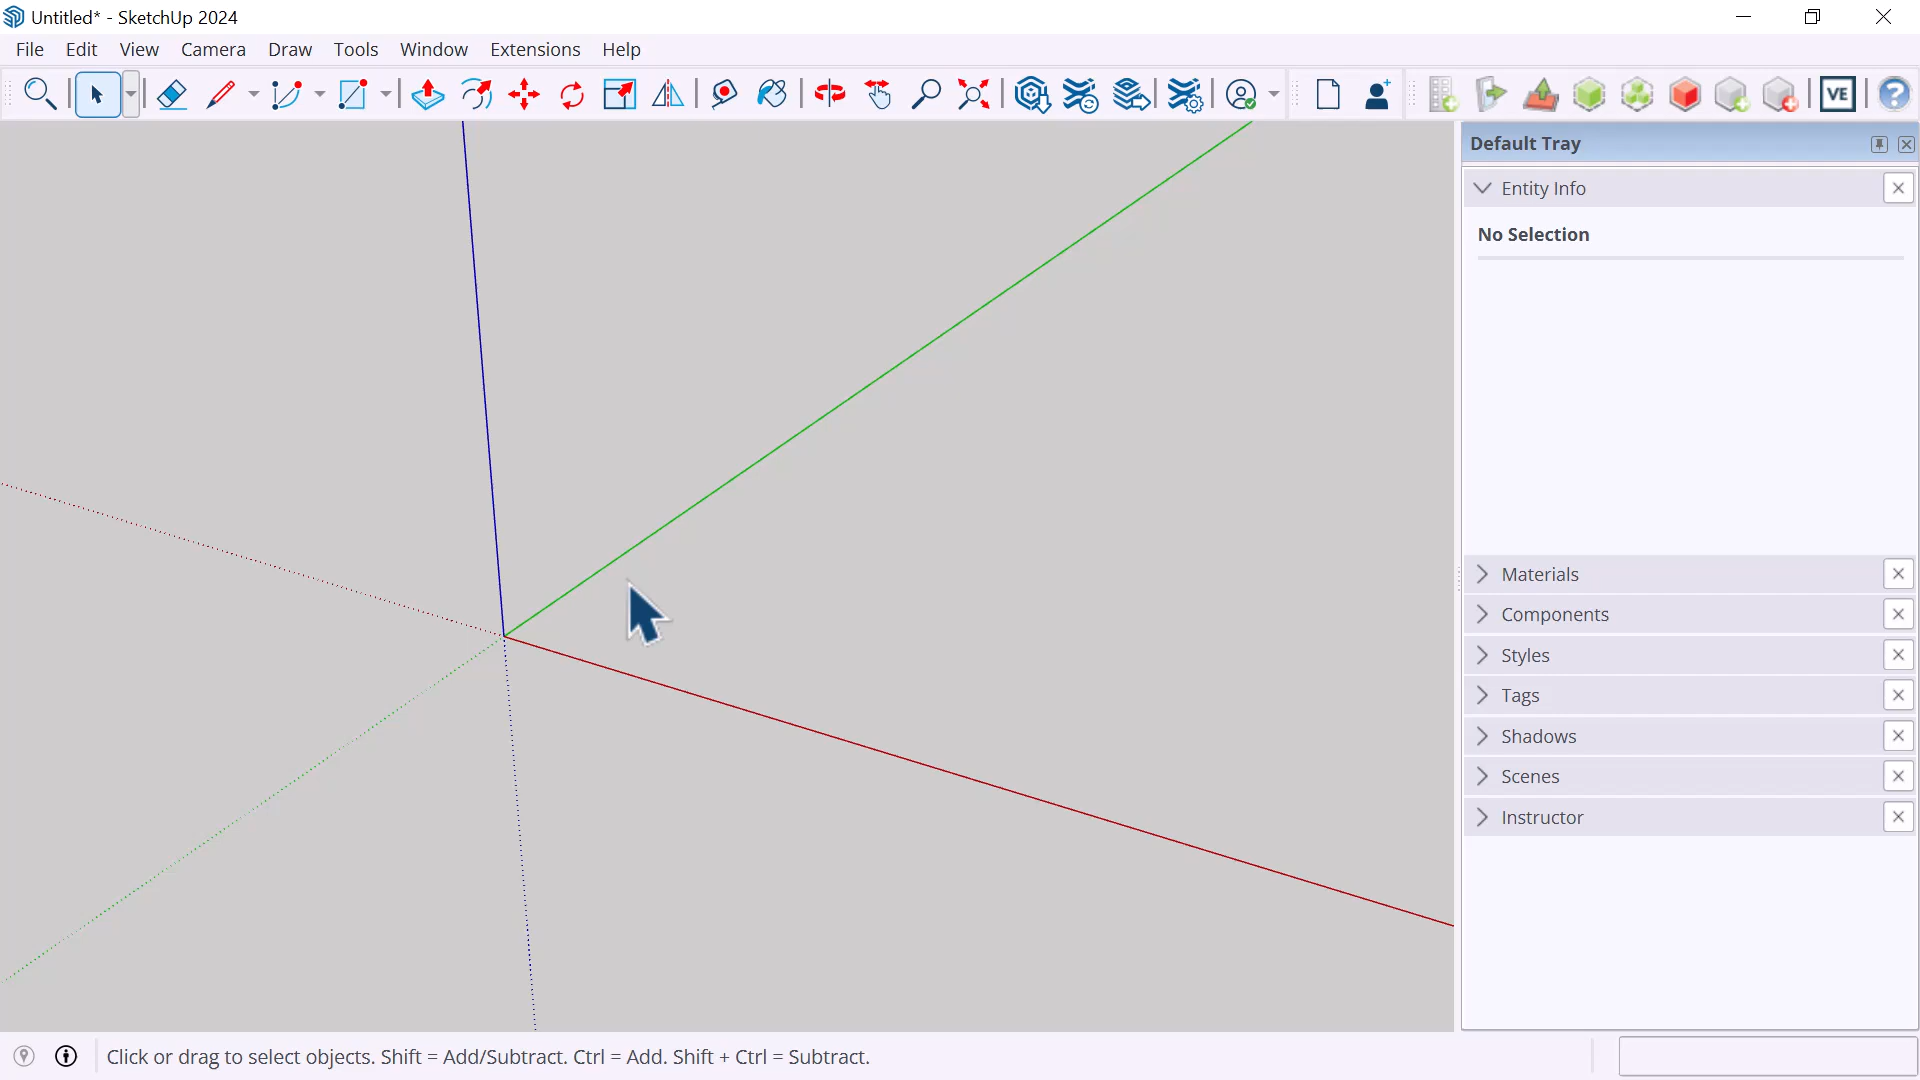 Untitled* - SketchUp 2024
File Edit View Camera Draw Tools Window Extensions Help
VE
Default Tray
Entity Info
No Selection
Materials
Components
Styles
Tags
Shadows
Scenes
Instructor
Click or drag to select objects. Shift = Add/Subtract. Ctrl = Add. Shift + Ctrl = Subtract.